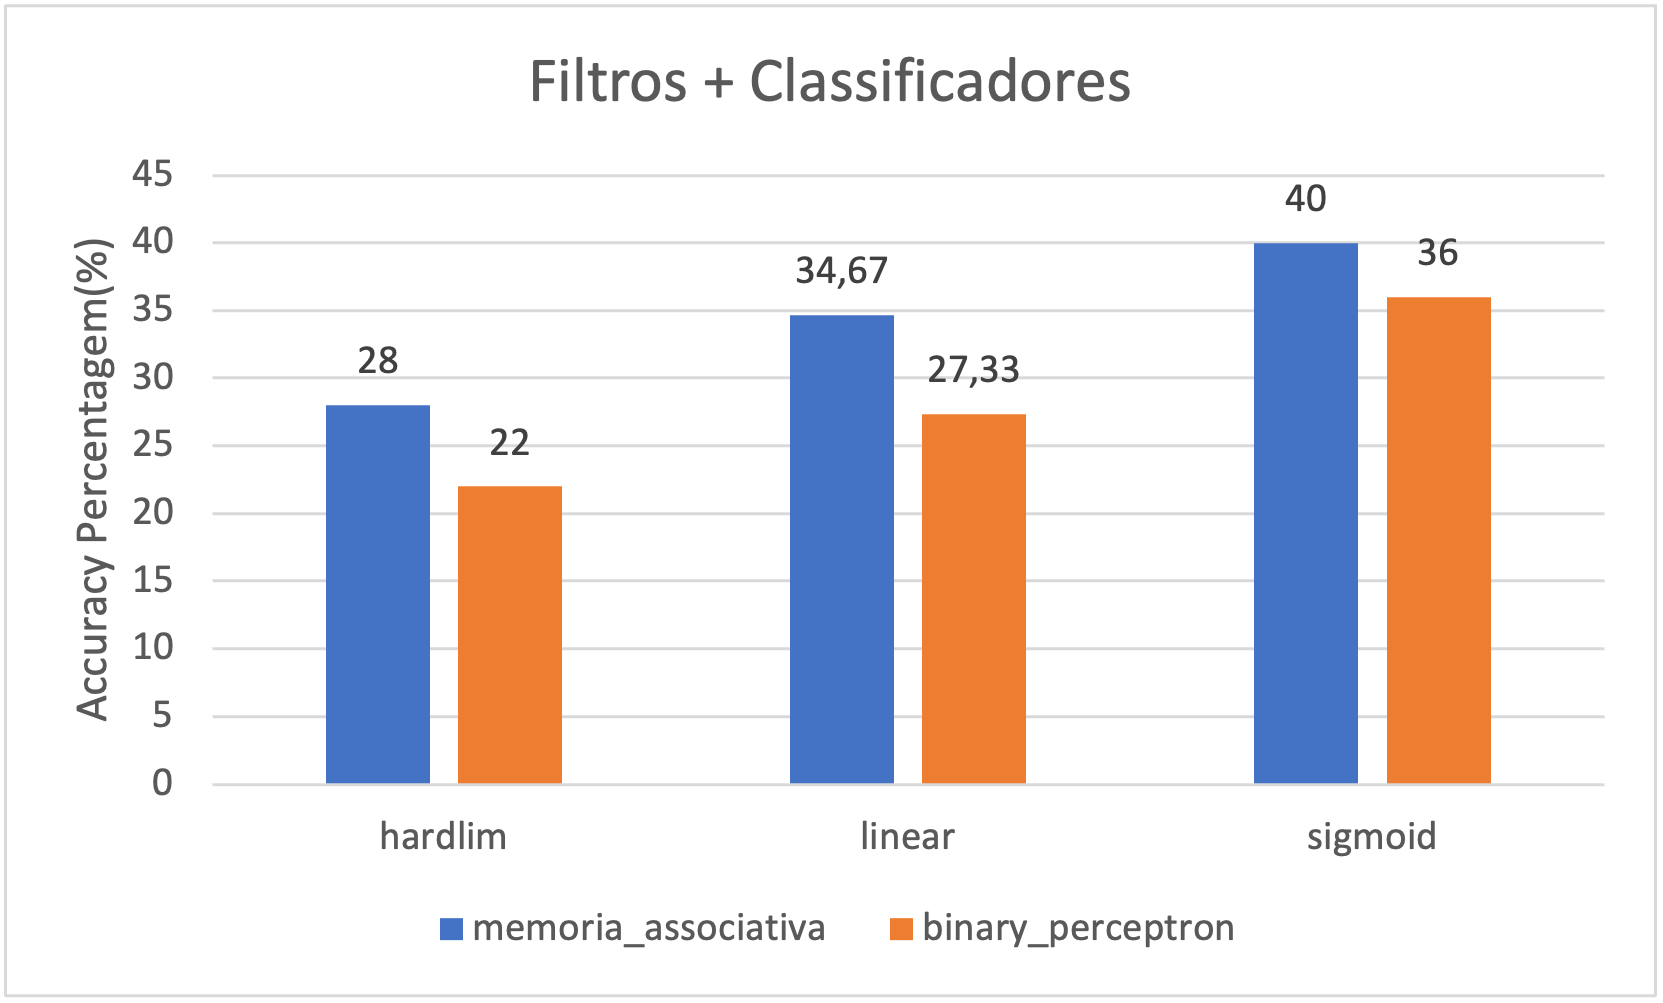 Filtros + Classificadores
Accuracy Percentagem(%)
45
40
35
30
25
20
15
10
5
0
28
22
34,67
27,33
40
36
hardlim
linear
sigmoid
memoria_associativa
binary_perceptron